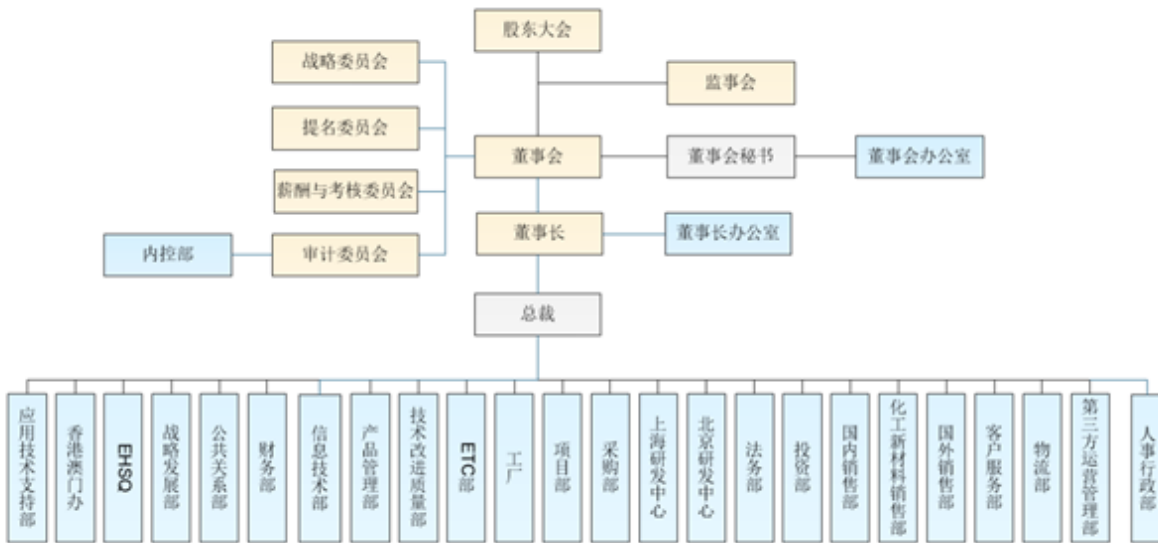 股东大会
战略委员会
监事会
提名委员会
董事会
董事会秘书
董事会办公室
薪酬与考核委员会
董事长
董事长办公室
内控部
审计委员会
总裁
应用技术支持部
香港澳门办
EHSQ
战略发展部
公共关系部
财务部
信息技术部
产品管理部
技术改进质量部
ETC部
工厂
项目部
采购部
上海研发中心
北京研发中心
法务部
投资部
国内销售部
化工新材料销售部
国外销售部
客户服务部
物流部
第三方运营管理部
人事行政部